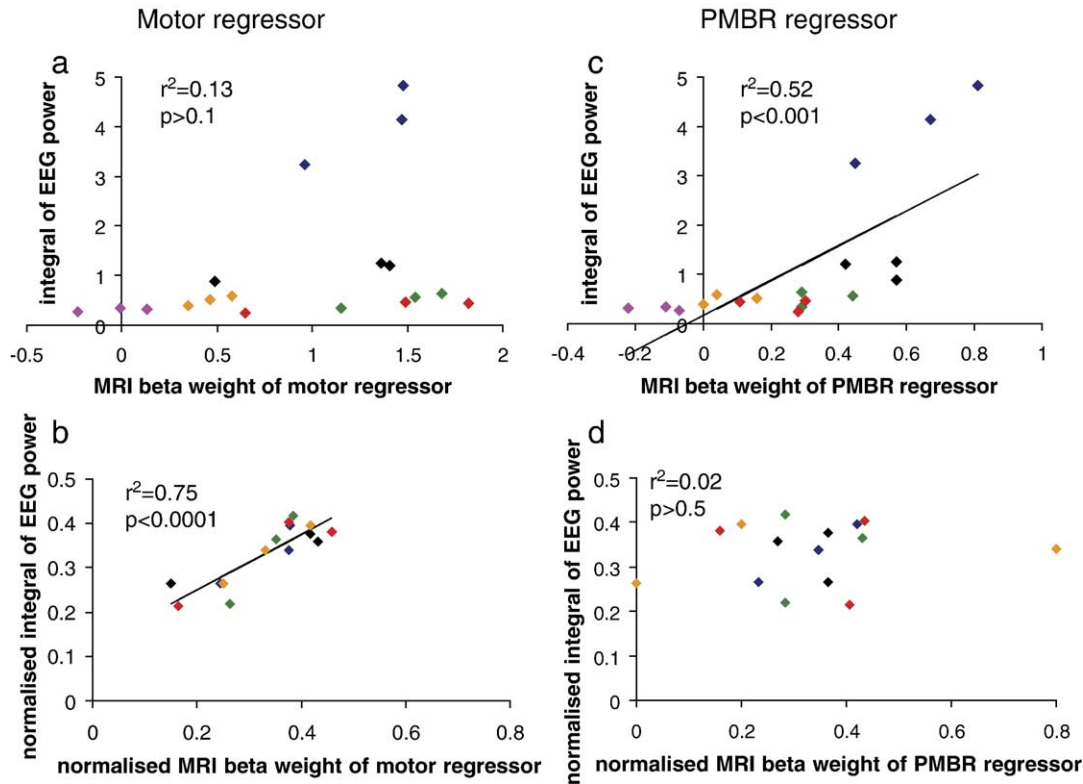 Motor regressor
PMBR regressor
a
r²=0.13
p>0.1
integral of EEG power
5
4
3
2
1
0
-0.5
0
0.5
1
1.5
2
MRI beta weight of motor regressor
c
r²=0.52
p<0.001
integral of EEG power
5
4
3
2
1
0
-0.4
-0.2
0
0.2
0.4
0.6
0.8
1
MRI beta weight of PMBR regressor
b
r²=0.75
p<0.0001
normalised integral of EEG power
0.5
0.4
0.3
0.2
0.1
0
0
0.2
0.4
0.6
0.8
normalised MRI beta weight of motor regressor
d
r²=0.02
p>0.5
normalised integral of EEG power
0.5
0.4
0.3
0.2
0.1
0
0
0.2
0.4
0.6
0.8
normalised MRI beta weight of PMBR regressor